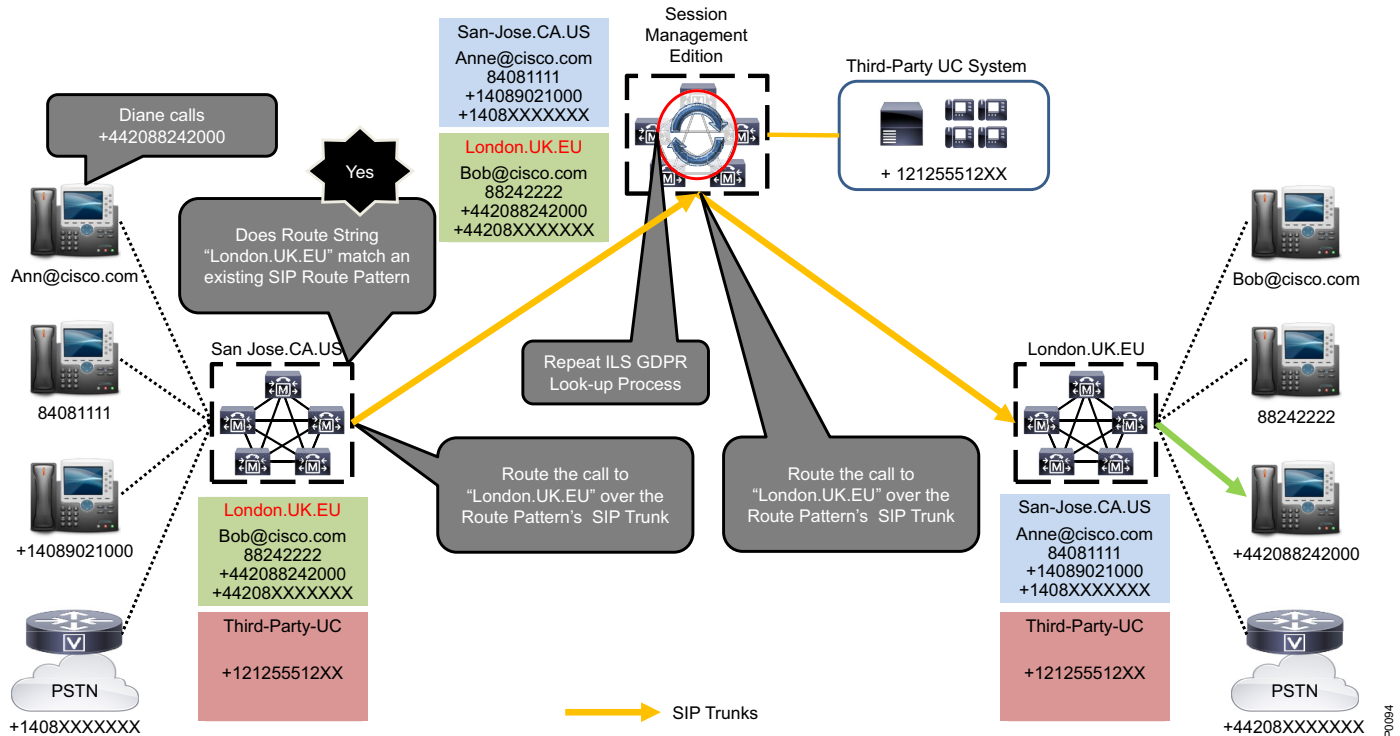 Session
Management
Edition
San-Jose.CA.US
Anne@cisco.com
84081111
+14089021000
+1408XXXXXXX
London.UK.EU
Bob@cisco.com
88242222
+442088242000
+44208XXXXXXX
Third-Party UC System
+ 121255512XX
Diane calls
+442088242000
Yes
Does Route String
“London.UK.EU” match an
existing SIP Route Pattern
Ann@cisco.com
84081111
+14089021000
PSTN
+1408XXXXXXX
San Jose.CA.US
M
M
M
M
M
V
London.UK.EU
Bob@cisco.com
88242222
+442088242000
+44208XXXXXXX
Third-Party-UC
+121255512XX
Repeat ILS GDPR
Look-up Process
Route the call to
“London.UK.EU” over the
Route Pattern’s SIP Trunk
Route the call to
“London.UK.EU” over the
Route Pattern’s SIP Trunk
M
M
M
M
London.UK.EU
M
M
M
M
M
San-Jose.CA.US
Anne@cisco.com
84081111
+14089021000
+1408XXXXXXX
Third-Party-UC
+121255512XX
Bob@cisco.com
88242222
+442088242000
V
PSTN
+44208XXXXXXX
SIP Trunks
P0094